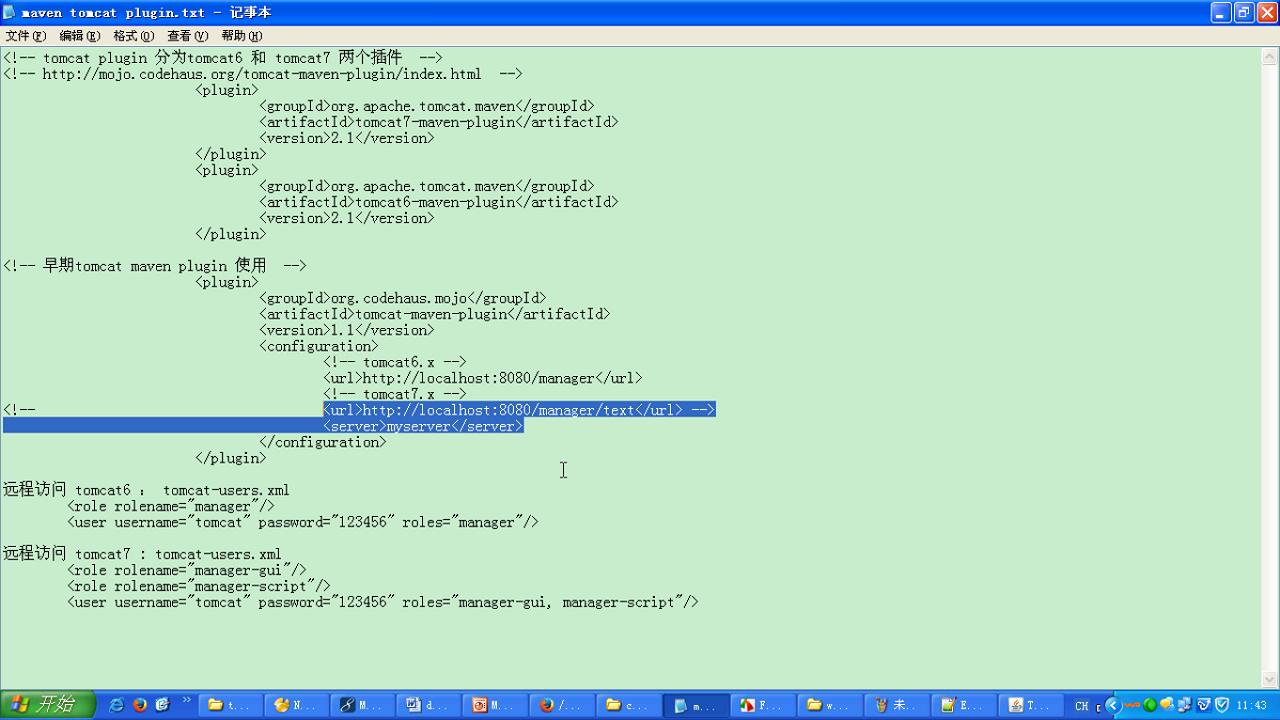 maven tomcat plugin.txt - 记事本
文件(F) 编辑(E) 格式(O) 查看(V) 帮助(H)
<!-- tomcat plugin 分为tomcat6 和 tomcat7 两个插件 -->
<!-- http://mojo.codehaus.org/tomcat-maven-plugin/index.html -->
<plugin>
<groupId>org.apache.tomcat.maven</groupId>
<artifactId>tomcat7-maven-plugin</artifactId>
<version>2.1</version>
</plugin>
<plugin>
<groupId>org.apache.tomcat.maven</groupId>
<artifactId>tomcat6-maven-plugin</artifactId>
<version>2.1</version>
</plugin>
<!-- 早期tomcat maven plugin 使用 -->
<plugin>
<groupId>org.codehaus.mojo</groupId>
<artifactId>tomcat-maven-plugin</artifactId>
<version>1.1</version>
<configuration>
<!-- tomcat6.x -->
<url>http://localhost:8080/manager</url>
<!-- tomcat7.x -->
<!-- <url>http://localhost:8080/manager/text</url> -->
<server>myserver</server>
</configuration>
</plugin>
远程访问 tomcat6 : tomcat-users.xml
<role rolename="manager"/>
<user username="tomcat" password="123456" roles="manager"/>
远程访问 tomcat7 : tomcat-users.xml
<role rolename="manager-gui"/>
<role rolename="manager-script"/>
<user username="tomcat" password="123456" roles="manager-gui, manager-script"/>
开始 » t... N... M... d... M... /... c... m... F... w... 未... E... T... CH 11:43